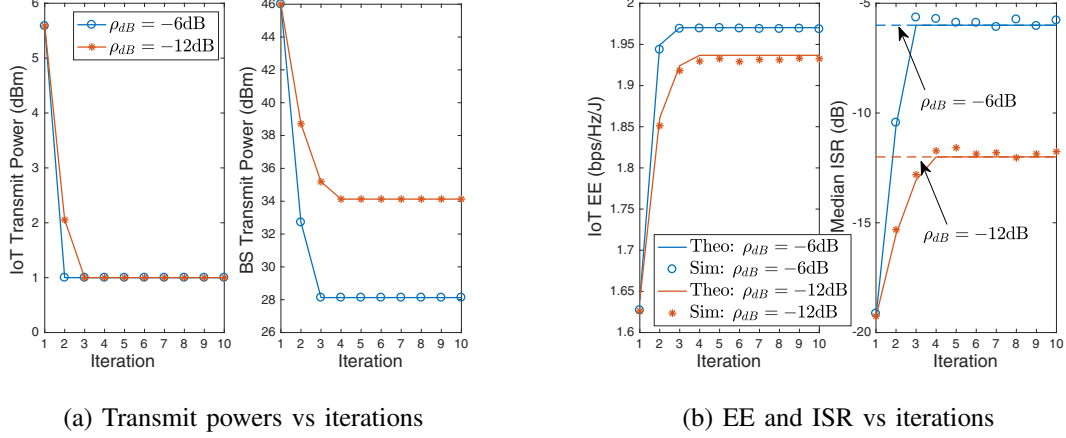 ρdB = −6dB
ρdB = −12dB
IoT Transmit Power (dBm)
6
5
4
3
2
1
0
1 2 3 4 5 6 7 8 9 10
Iteration
BS Transmit Power (dBm)
46
44
42
40
38
36
34
32
30
28
26
1 2 3 4 5 6 7 8 9 10
Iteration
(a) Transmit powers vs iterations
IoT EE (bps/Hz/J)
2
1.95
1.9
1.85
1.8
1.75
1.7
1.65
1.6
1 2 3 4 5 6 7 8 9 10
Iteration
Theo: ρdB = −6dB
Sim: ρdB = −6dB
Theo: ρdB = −12dB
Sim: ρdB = −12dB
Median ISR (dB)
-5
-10
-15
-20
ρdB = −6dB
ρdB = −12dB
1 2 3 4 5 6 7 8 9 10
Iteration
(b) EE and ISR vs iterations